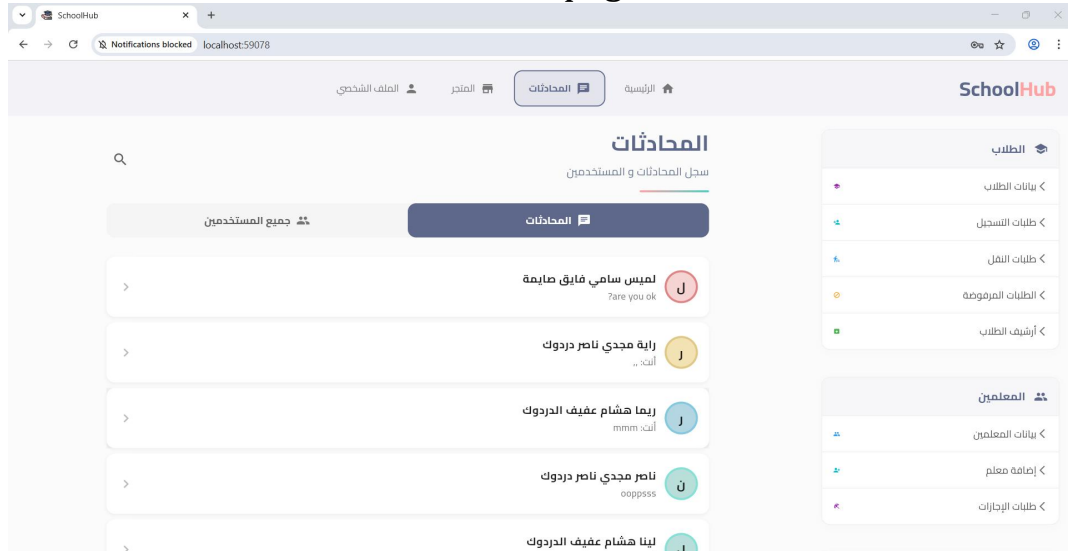 SchoolHub
Notifications blocked localhost:59078
SchoolHub
الرئيسية
المحادثات
المتجر
الملف الشخصي
الطلاب
بيانات الطلاب
طلبات التسجيل
طلبات النقل
الطلبات المرفوضة
أرشيف الطلاب
المعلمين
بيانات المعلمين
إضافة معلم
طلبات الإجازات
المحادثات
سجل المحادثات و المستخدمين
المحادثات
جميع المستخدمين
ل
لميس سامي فايق صايمة
?are you ok
ر
راية مجدي ناصر دردوك
أنت: ,,
ر
ريما هشام عفيف الدردوك
أنت: mmm
ن
ناصر مجدي ناصر دردوك
ooppsss
ل
لينا هشام عفيف الدردوك